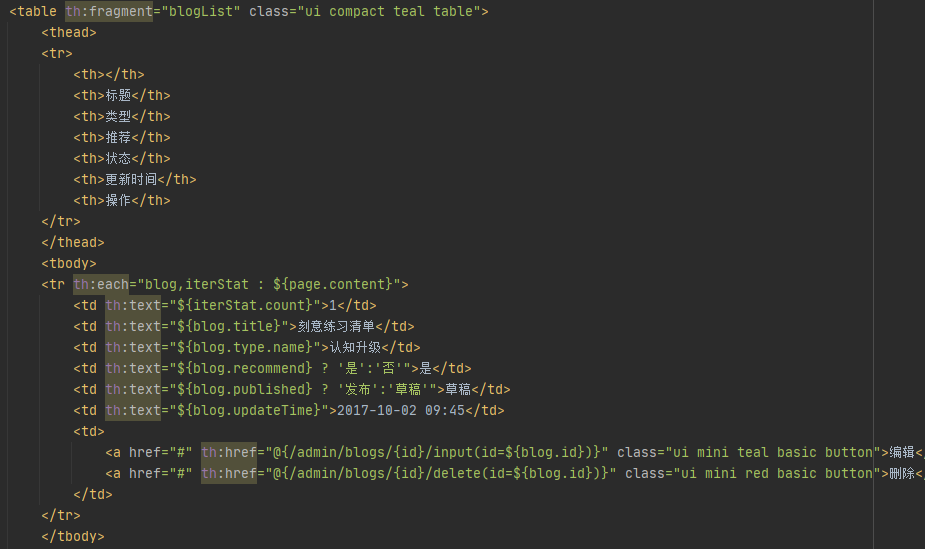 <table th:fragment="blogList" class="ui compact teal table">
<thead>
<tr>
<th></th>
<th>标题</th>
<th>类型</th>
<th>推荐</th>
<th>状态</th>
<th>更新时间</th>
<th>操作</th>
</tr>
</thead>
<tbody>
<tr th:each="blog,iterStat : ${page.content}">
<td th:text="${iterStat.count}">1</td>
<td th:text="${blog.title}">刻意练习清单</td>
<td th:text="${blog.type.name}">认知升级</td>
<td th:text="${blog.recommend} ? '是':'否'">是</td>
<td th:text="${blog.published} ? '发布':'草稿'">草稿</td>
<td th:text="${blog.updateTime}">2017-10-02 09:45</td>
<td>
<a href="#" th:href="@{/admin/blogs/{id}/input(id=${blog.id})}" class="ui mini teal basic button">编辑<
<a href="#" th:href="@{/admin/blogs/{id}/delete(id=${blog.id})}" class="ui mini red basic button">删除</
</td>
</tr>
</tbody>